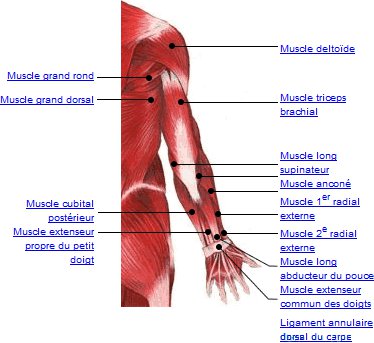 Muscle deltoïde
Muscle grand rond
Muscle grand dorsal
Muscle triceps
brachial
Muscle long
supinateur
Muscle anconé
Muscle 1er radial
externe
Muscle cubital
postérieur
Muscle extenseur
propre du petit
doigt
Muscle 2e radial
externe
Muscle long
abducteur du pouce
Muscle extenseur
commun des doigts
Ligament annulaire
dorsal du carpe